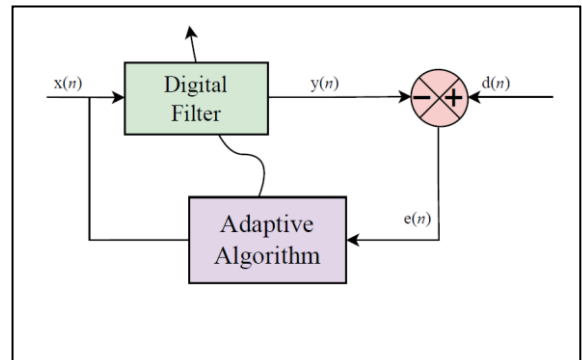 x(n)
Digital
Filter
y(n)
− +
d(n)
e(n)
Adaptive
Algorithm